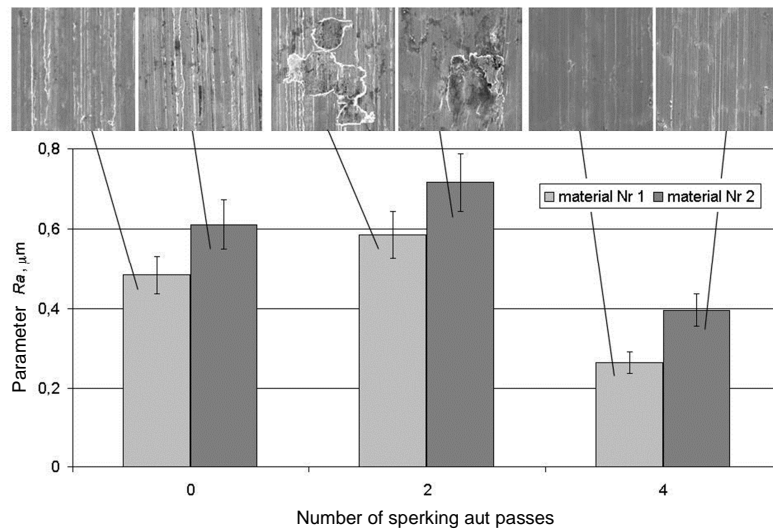 0,8
0,6
0,4
0,2
0
Parameter Ra, μm
material Nr 1
material Nr 2
0
2
4
Number of sperking aut passes